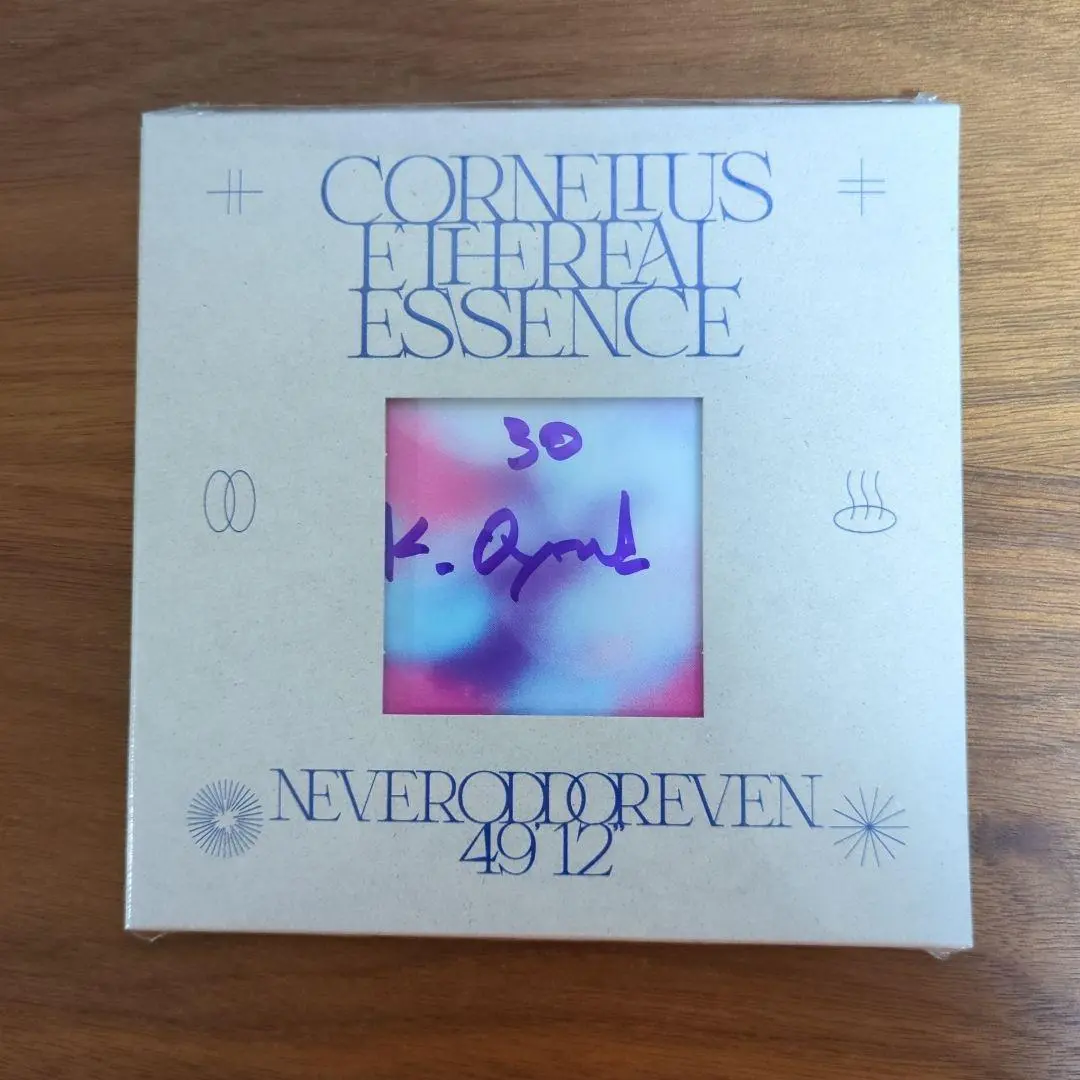 CORNELIUS
ETHEREAL
ESSENCE
30
K.
NEVERODDOREVEN
49'12"